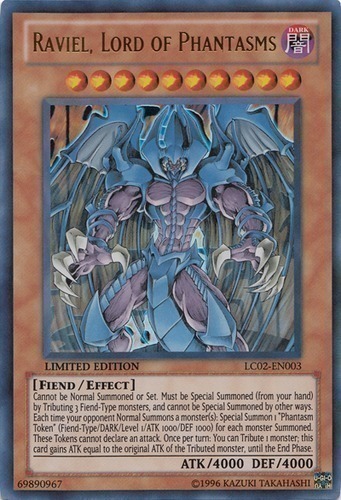 RAVIEL, LORD OF PHANTASMS
DARK
闇
LIMITED EDITION
LC02-EN003
[FIEND / EFFECT]
Cannot be Normal Summoned or Set. Must be Special Summoned (from your hand)
by Tributing 3 Fiend-Type monsters, and cannot be Special Summoned by other ways.
Each time your opponent Normal Summons a monster(s): Special Summon 1 "Phantasm
Token" (Fiend-Type/DARK/Level 1/ATK 1000/DEF 1000) for each monster Summoned.
These Tokens cannot declare an attack. Once per turn: You can Tribute 1 monster; this
card gains ATK equal to the original ATK of the Tributed monster, until the End Phase.
ATK/4000 DEF/4000
69890967
©1996 KAZUKI TAKAHASHI